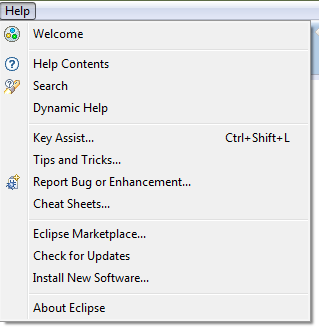 Help
Welcome
Help Contents
Search
Dynamic Help
Key Assist... Ctrl+Shift+L
Tips and Tricks...
Report Bug or Enhancement...
Cheat Sheets...
Eclipse Marketplace...
Check for Updates
Install New Software...
About Eclipse